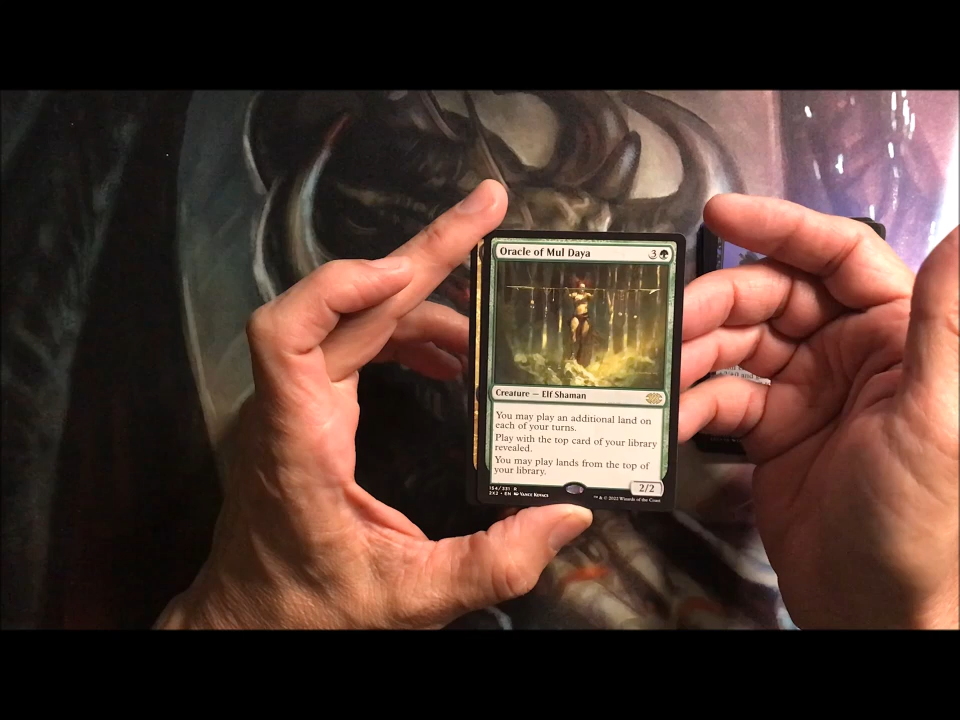 Oracle of Mul Daya 3
Creature — Elf Shaman
You may play an additional land on
each of your turns.
Play with the top card of your library
revealed.
You may play lands from the top of
your library.
2/2
154/331 R
2X2 • EN Vance Kovacs
™ & © 2022 Wizards of the Coast